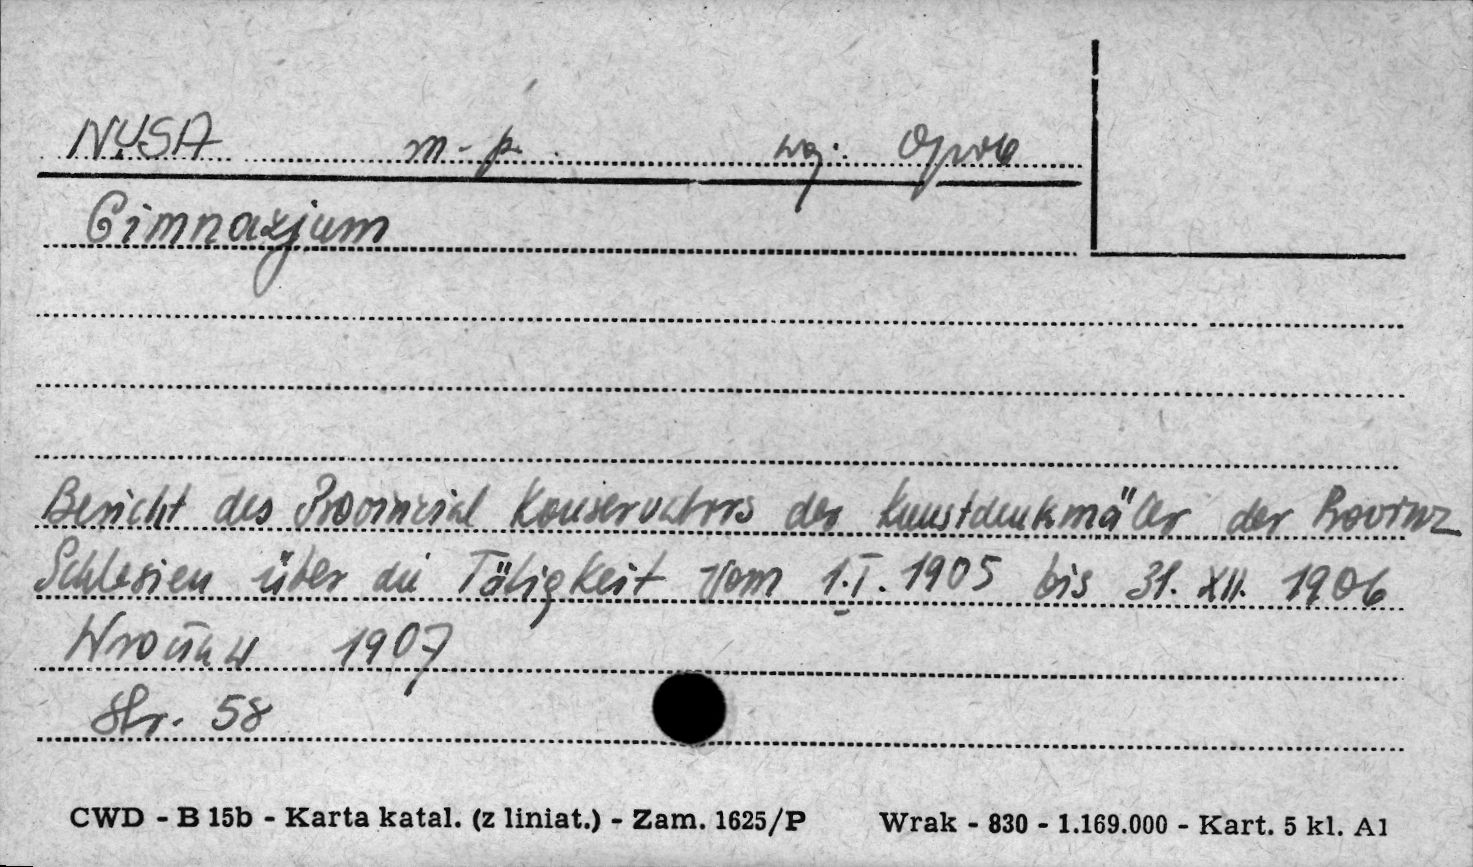 NYSA m-p. woj. Opole
Gimnazjum
Bericht des Provinzial Konservators der Kunstdenkmäler der Provinz
Schlesien über die Tätigkeit vom 1.I.1905 bis 31.XII.1906
Wrocław 1907
Str. 58
CWD - B 15b - Karta katal. (z liniat.) - Zam. 1625/P Wrak - 830 - 1.169.000 - Kart. 5 kl. A1